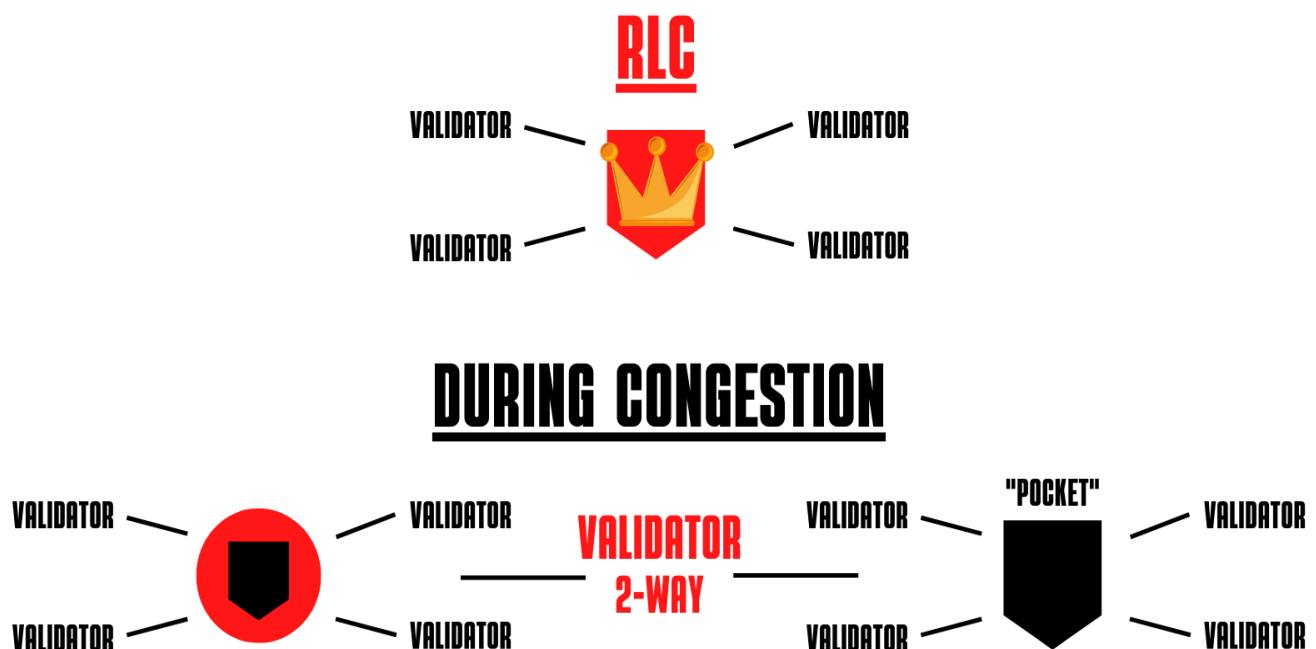 RLC
VALIDATOR VALIDATOR
VALIDATOR VALIDATOR
DURING CONGESTION
"POCKET"
VALIDATOR VALIDATOR VALIDATOR VALIDATOR
VALIDATOR
2-WAY
VALIDATOR VALIDATOR VALIDATOR VALIDATOR